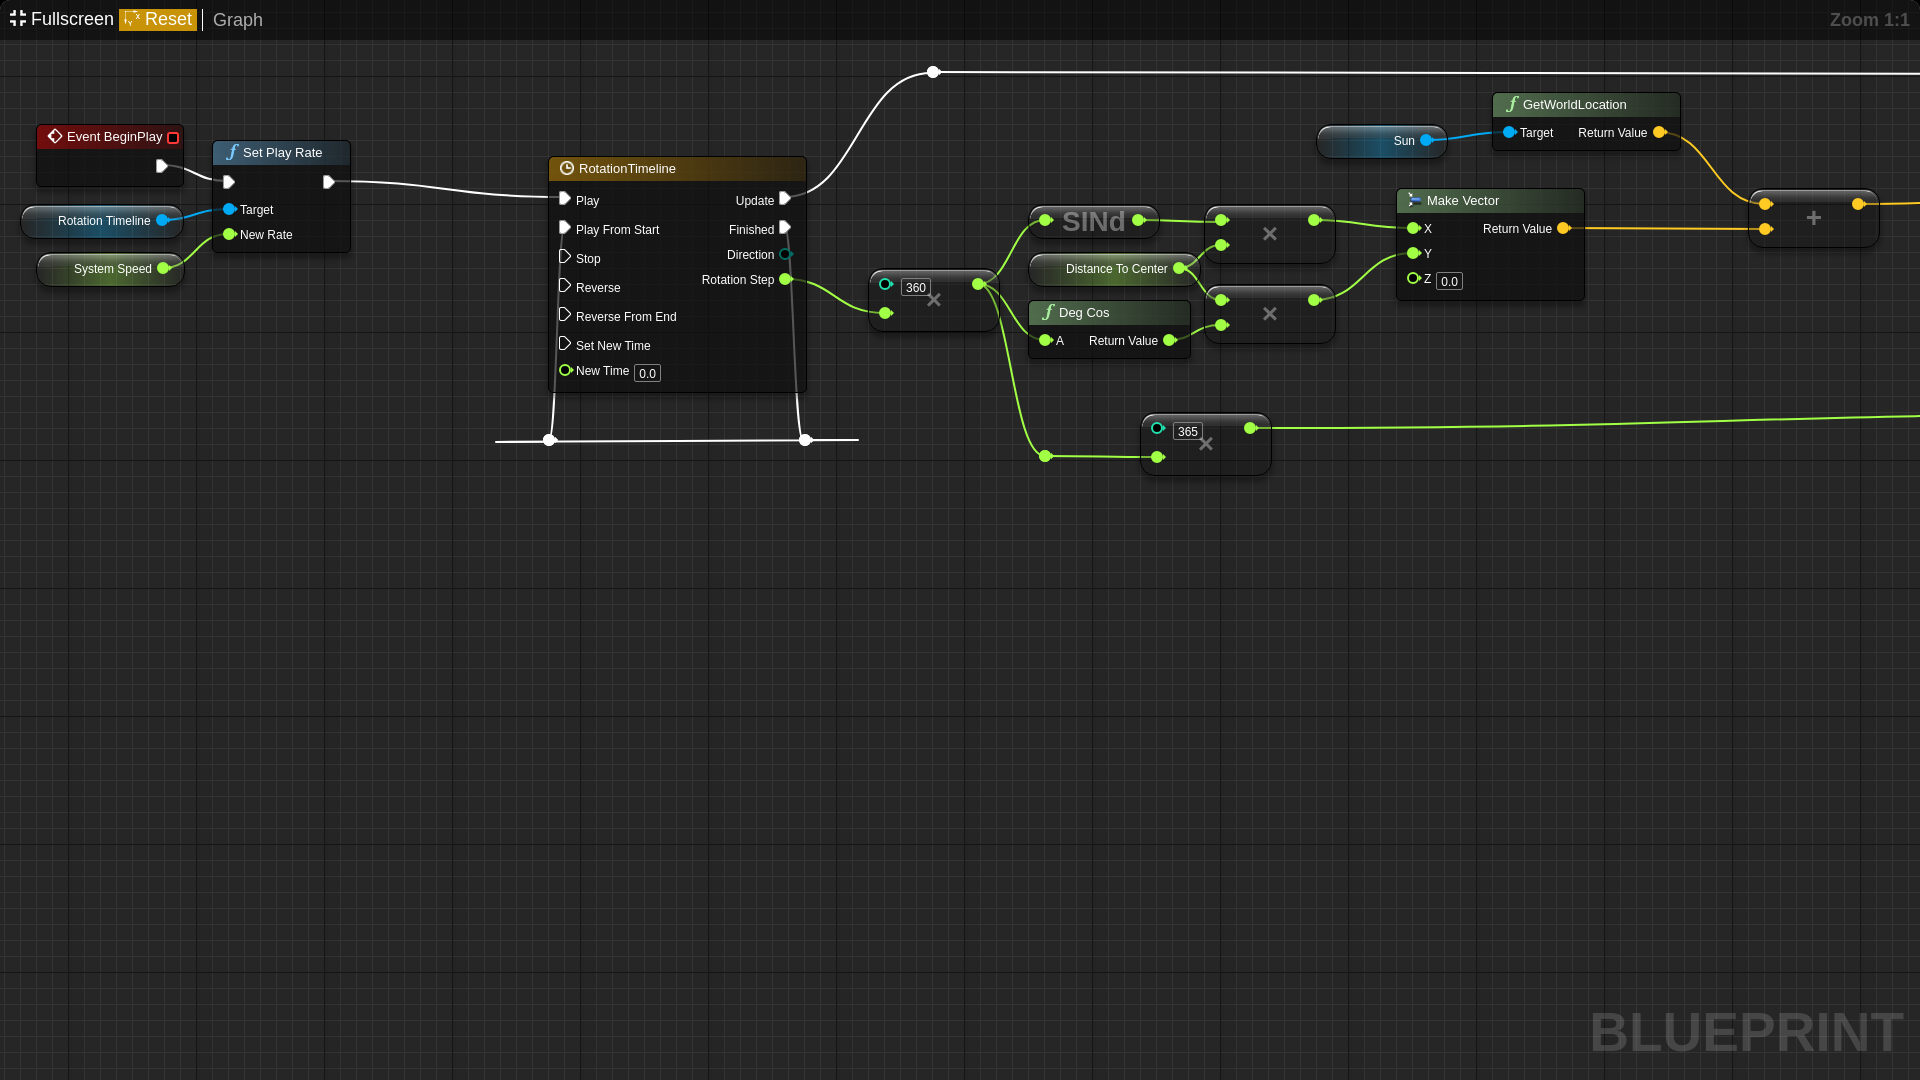 Fullscreen Reset Graph
Zoom 1:1
Event BeginPlay
Set Play Rate
Target
New Rate
Rotation Timeline
System Speed
RotationTimeline
Play
Update
Play From Start
Finished
Stop
Direction
Reverse
Rotation Step
Reverse From End
Set New Time
New Time 0.0
360
×
SINd
×
Distance To Center
×
Deg Cos
A
Return Value
365
×
Sun
GetWorldLocation
Target
Return Value
Make Vector
X
Return Value
Y
Z 0.0
+
BLUEPRINT